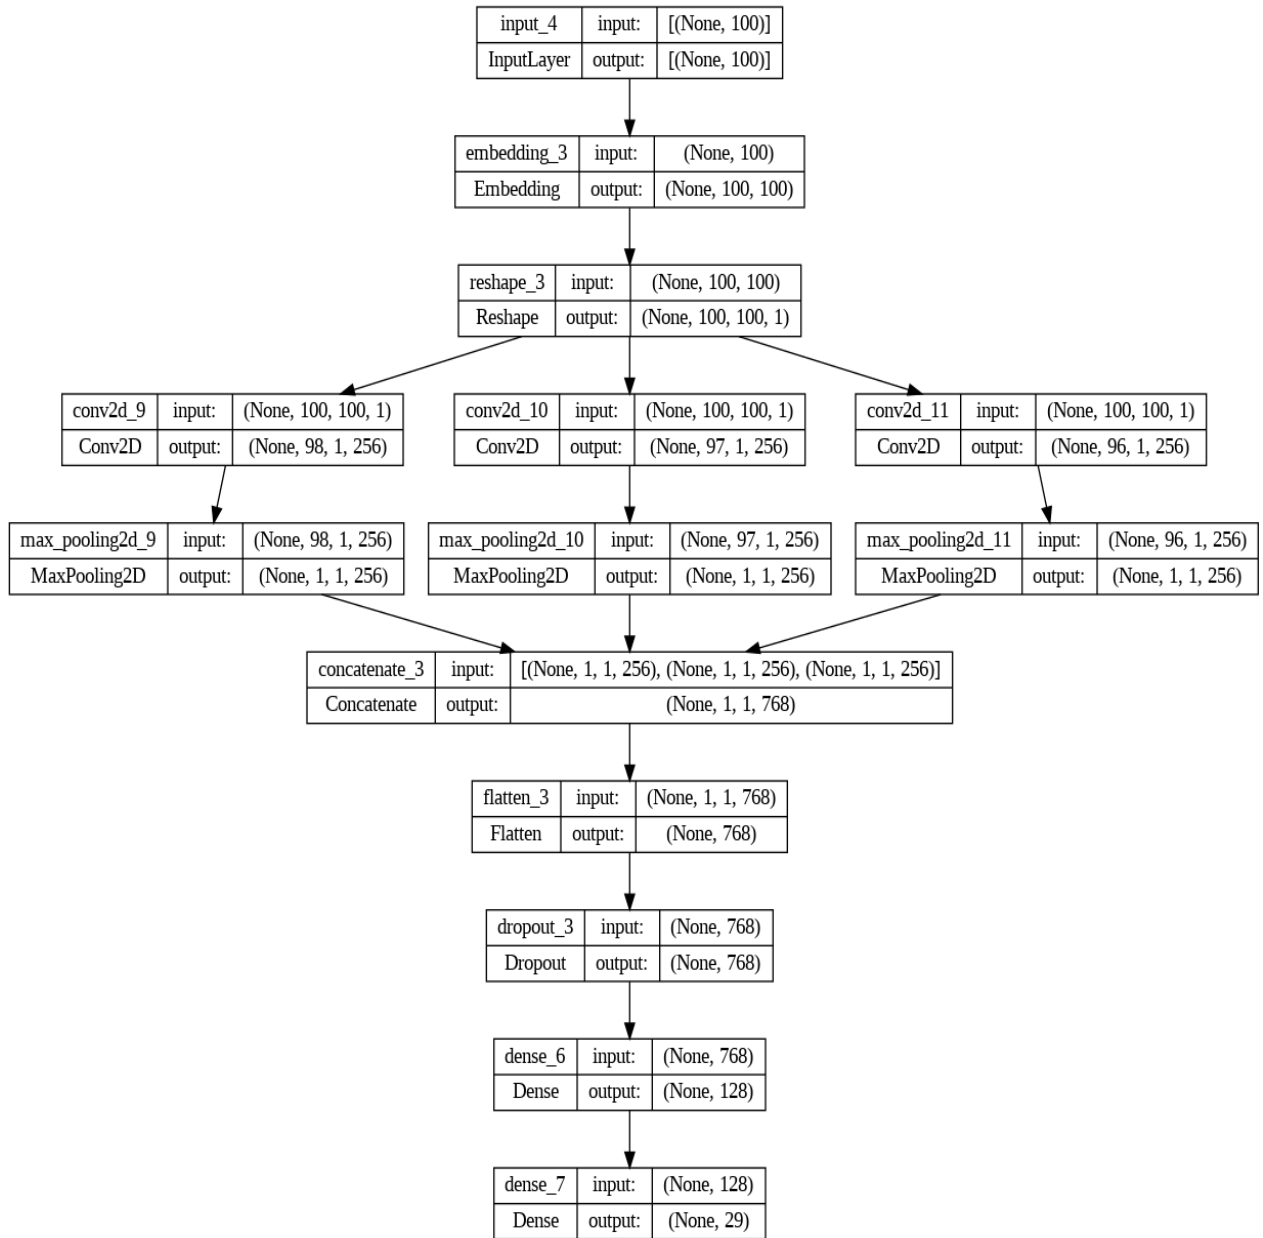 input_4 input: [(None, 100)]
InputLayer output: [(None, 100)]
embedding_3 input: (None, 100)
Embedding output: (None, 100, 100)
reshape_3 input: (None, 100, 100)
Reshape output: (None, 100, 100, 1)
conv2d_9 input: (None, 100, 100, 1)
Conv2D output: (None, 98, 1, 256)
conv2d_10 input: (None, 100, 100, 1)
Conv2D output: (None, 97, 1, 256)
conv2d_11 input: (None, 100, 100, 1)
Conv2D output: (None, 96, 1, 256)
max_pooling2d_9 input: (None, 98, 1, 256)
MaxPooling2D output: (None, 1, 1, 256)
max_pooling2d_10 input: (None, 97, 1, 256)
MaxPooling2D output: (None, 1, 1, 256)
max_pooling2d_11 input: (None, 96, 1, 256)
MaxPooling2D output: (None, 1, 1, 256)
concatenate_3 input: [(None, 1, 1, 256), (None, 1, 1, 256), (None, 1, 1, 256)]
Concatenate output: (None, 1, 1, 768)
flatten_3 input: (None, 1, 1, 768)
Flatten output: (None, 768)
dropout_3 input: (None, 768)
Dropout output: (None, 768)
dense_6 input: (None, 768)
Dense output: (None, 128)
dense_7 input: (None, 128)
Dense output: (None, 29)